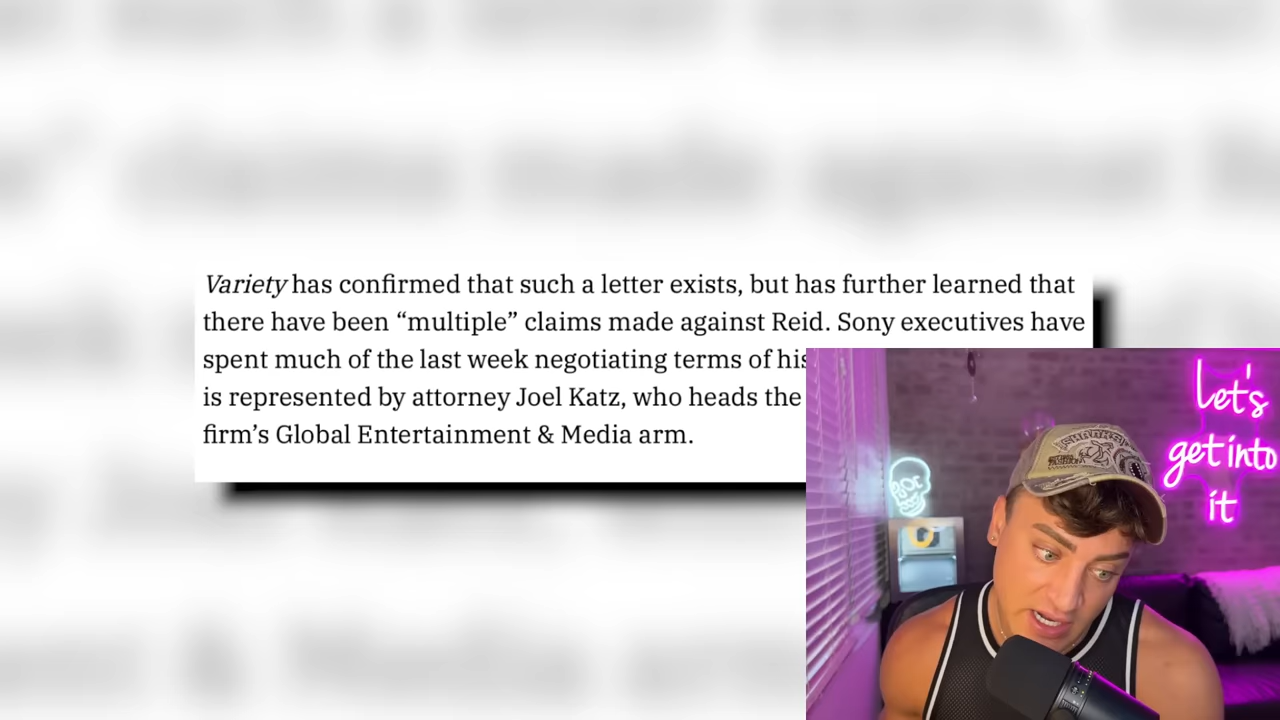 Variety has confirmed that such a letter exists, but has further learned that
there have been “multiple” claims made against Reid. Sony executives have
spent much of the last week negotiating terms of his
is represented by attorney Joel Katz, who heads the
firm’s Global Entertainment & Media arm.
let's
get into
it